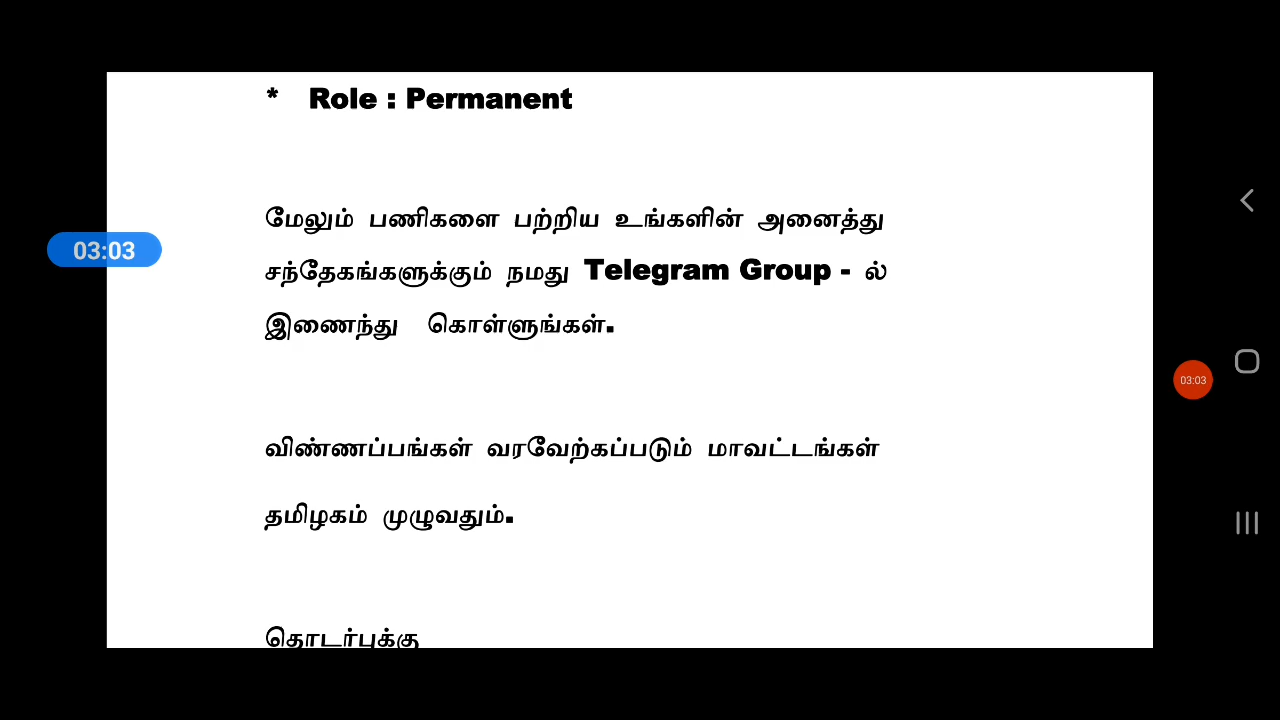 * Role : Permanent
மேலும் பணிகளை பற்றிய உங்களின் அனைத்து
03:03
சந்தேகங்களுக்கும் நமது Telegram Group - ல்
இணைந்து கொள்ளுங்கள்.
03:03
விண்ணப்பங்கள் வரவேற்கப்படும் மாவட்டங்கள்
தமிழகம் முழுவதும்.
தொடர்புக்கு